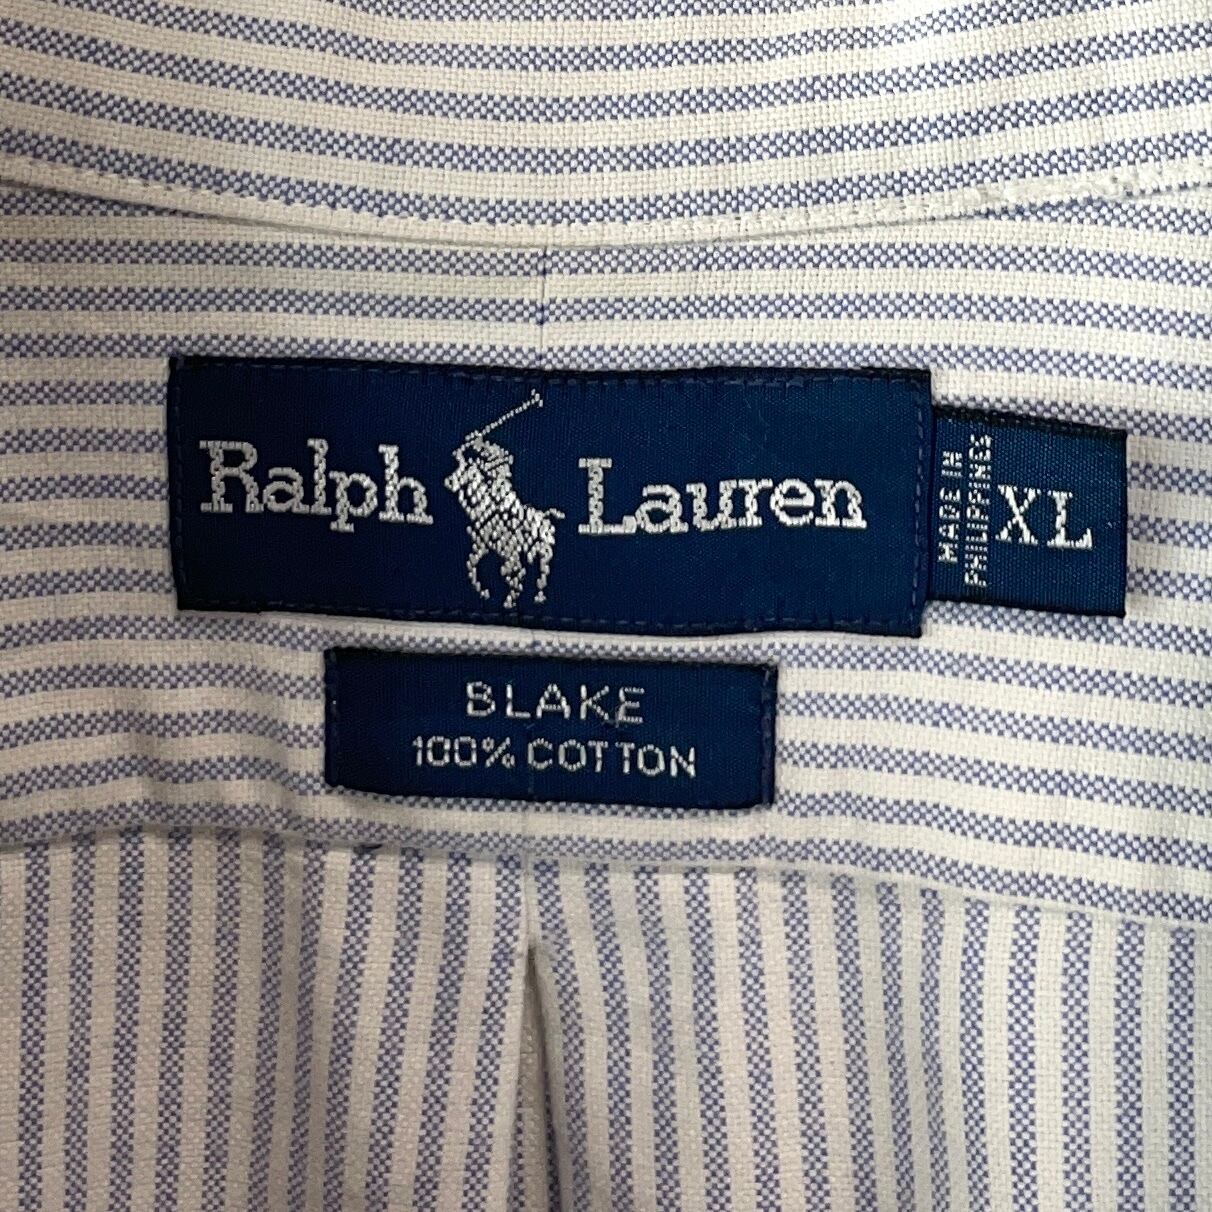 Ralph Lauren
MADE IN
PHILIPPINES
XL
BLAKE
100% COTTON